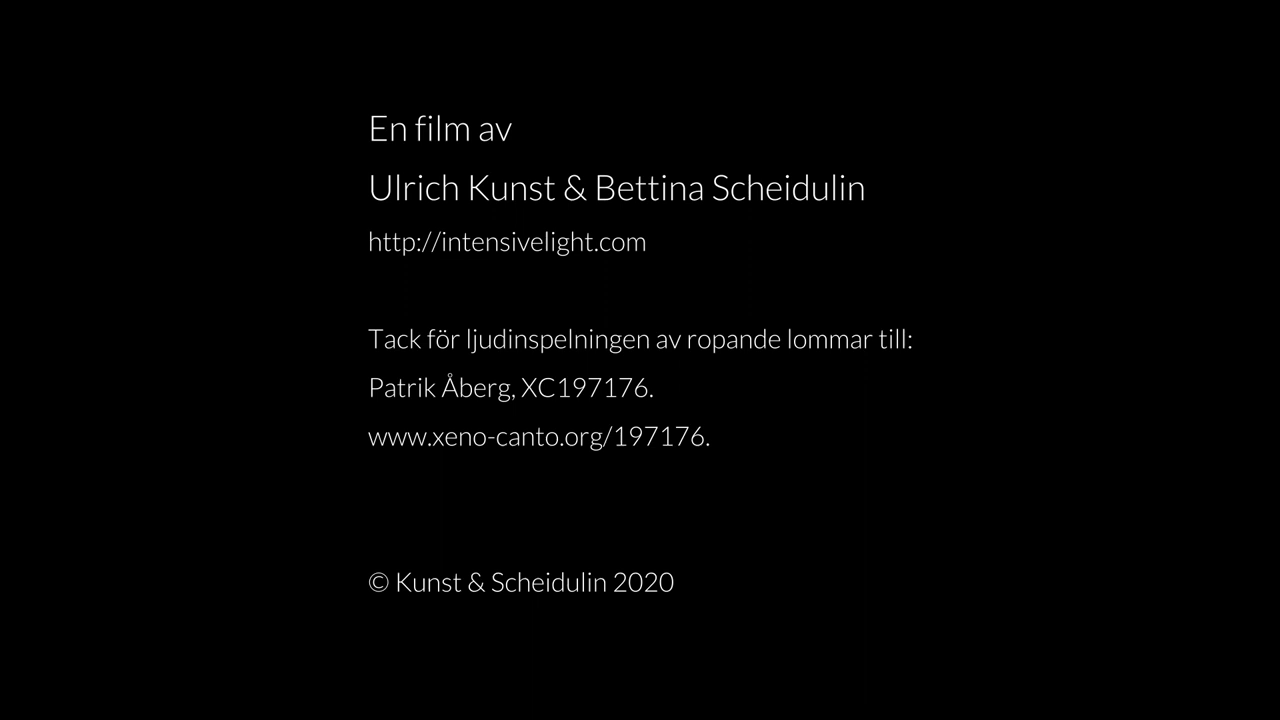 En film av
Ulrich Kunst & Bettina Scheidulin
http://intensivelight.com
Tack för ljudinspelningen av ropande lommar till:
Patrik Åberg, XC197176.
www.xeno-canto.org/197176.
© Kunst & Scheidulin 2020